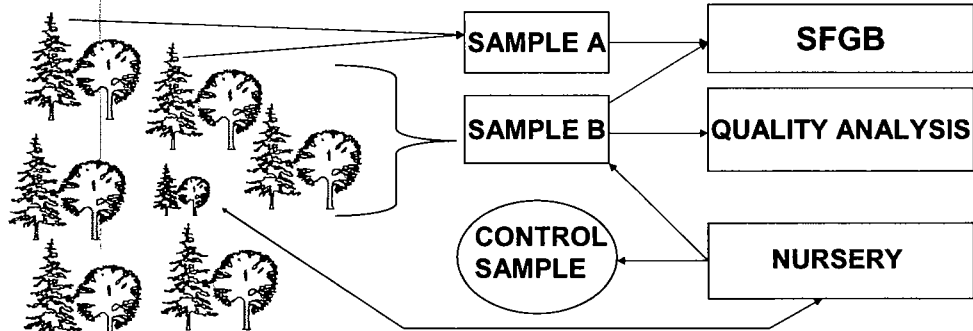 SAMPLE A
SFGB
SAMPLE B
QUALITY ANALYSIS
CONTROL
SAMPLE
NURSERY